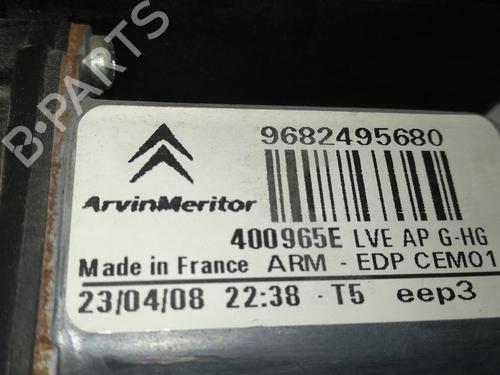 B-PARTS
9682495680
ArvinMeritor
400965E LVE AP G-HG
Made in France ARM - EDP CEM01
23/04/08 22:38 - T5 eep3